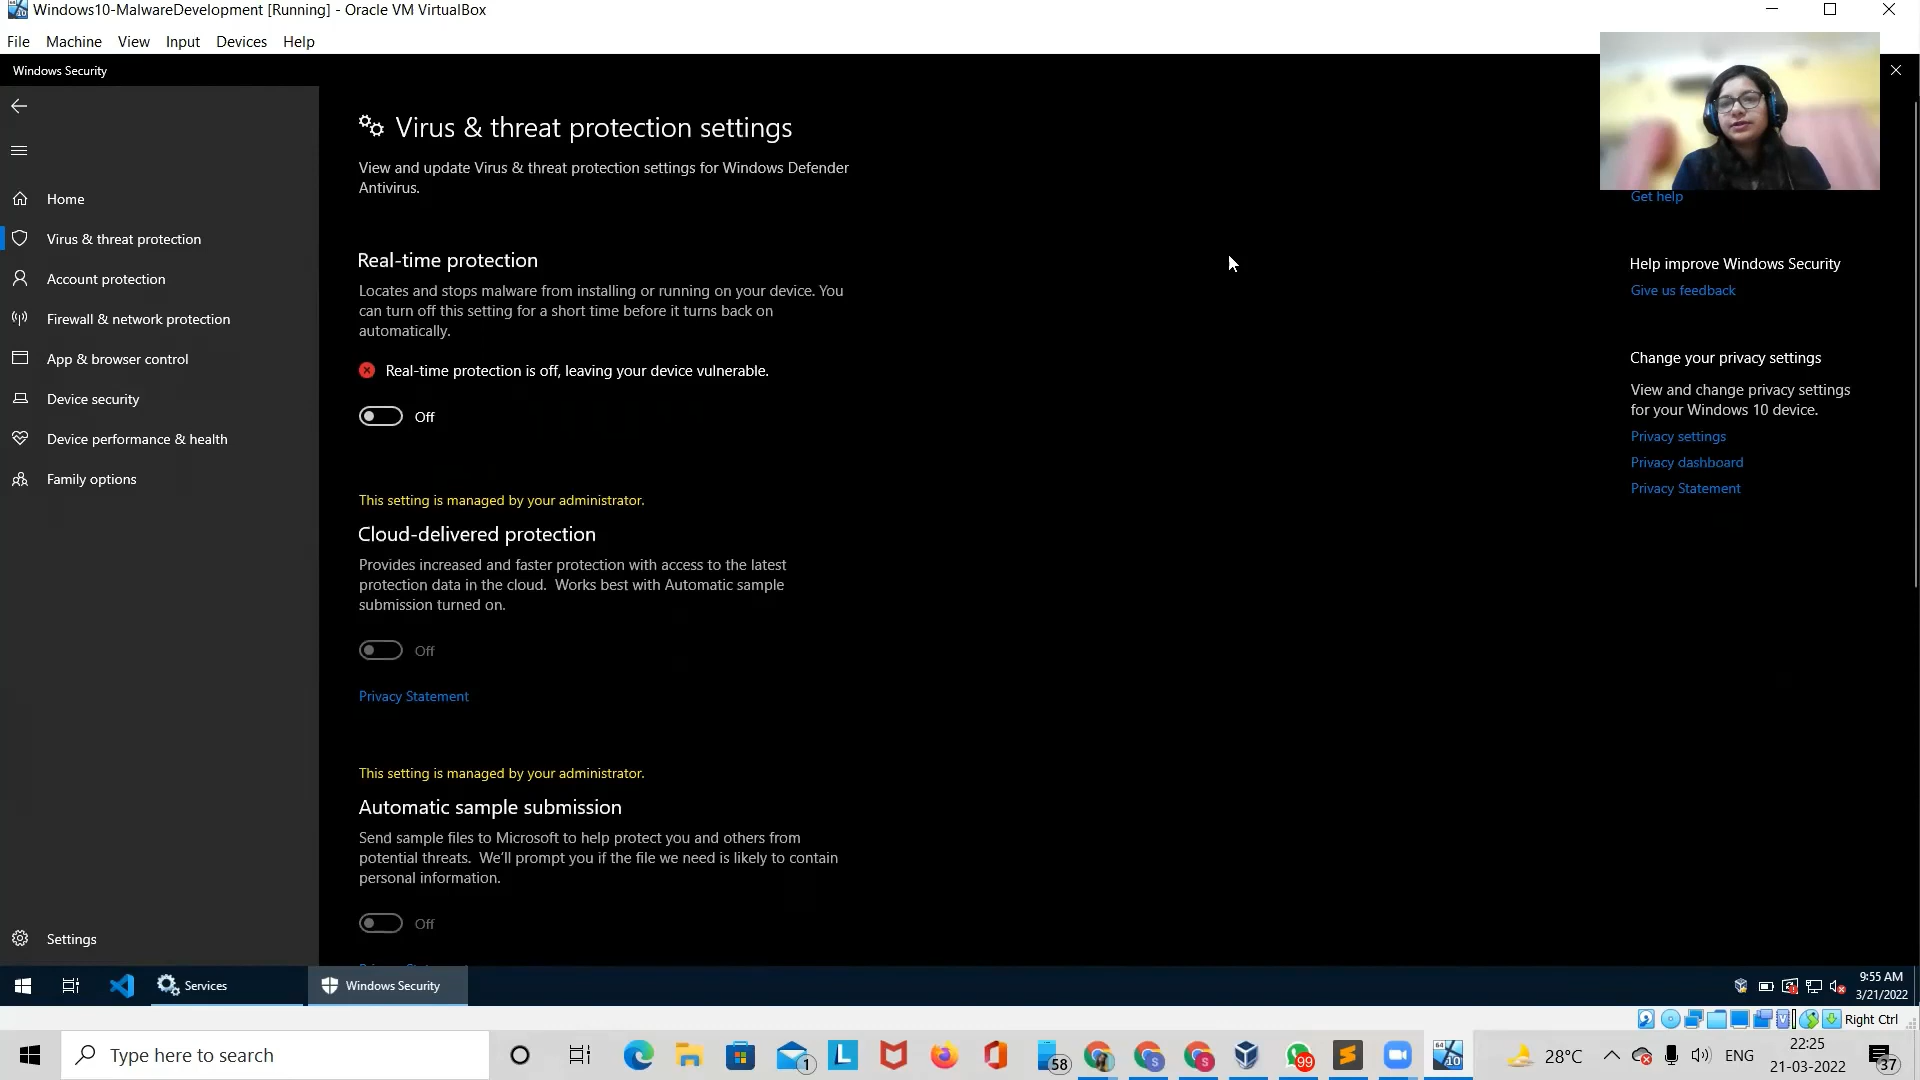 Windows10-MalwareDevelopment [Running] - Oracle VM VirtualBox
File Machine View Input Devices Help
Windows Security
Home
Virus & threat protection
Account protection
Firewall & network protection
App & browser control
Device security
Device performance & health
Family options
Settings
Virus & threat protection settings
View and update Virus & threat protection settings for Windows Defender
Antivirus.
Real-time protection
Locates and stops malware from installing or running on your device. You
can turn off this setting for a short time before it turns back on
automatically.
Real-time protection is off, leaving your device vulnerable.
Off
This setting is managed by your administrator.
Cloud-delivered protection
Provides increased and faster protection with access to the latest
protection data in the cloud. Works best with Automatic sample
submission turned on.
Off
Privacy Statement
This setting is managed by your administrator.
Automatic sample submission
Send sample files to Microsoft to help protect you and others from
potential threats. We'll prompt you if the file we need is likely to contain
personal information.
Off
Get help
Help improve Windows Security
Give us feedback
Change your privacy settings
View and change privacy settings
for your Windows 10 device.
Privacy settings
Privacy dashboard
Privacy Statement
Services
Windows Security
9:55 AM
3/21/2022
Right Ctrl
Type here to search
1
L
58
99
64
10
28°C
ENG
22:25
21-03-2022
37